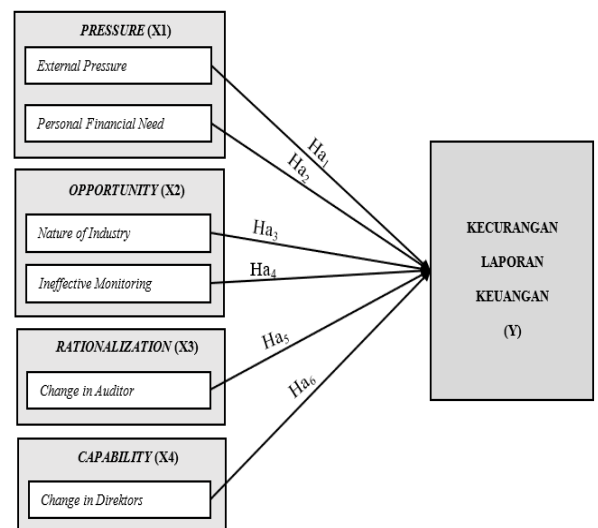 PRESSURE (X1)
External Pressure
Personal Financial Need
Ha₁
Ha₂
OPPORTUNITY (X2)
Nature of Industry
Ineffective Monitoring
Ha₃
Ha₄
RATIONALIZATION (X3)
Change in Auditor
Ha₅
CAPABILITY (X4)
Change in Direktors
Ha₆
KECURANGAN
LAPORAN
KEUANGAN
(Y)